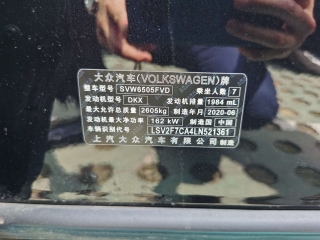 大众汽车(VOLKSWAGEN)牌
整车型号 SVW6505FVD 乘坐人数 7
发动机型号 DKX 发动机排量 1984 mL
最大允许总质量 2605kg 制造年月 2020-06
发动机最大净功率 162 kW 制造国 中国
车辆识别代号 LSV2F7CA4LN521361
上汽大众汽车有限公司 制造